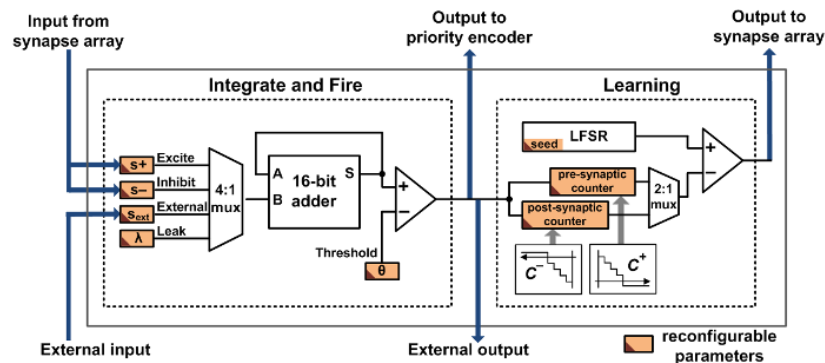 Input from
synapse array
Output to
priority encoder
Output to
synapse array
Integrate and Fire
Learning
s+
Excite
s−
Inhibit
s_ext
External
λ
Leak
4:1
mux
A
B
S
16-bit
adder
+
−
Threshold
θ
seed
LFSR
pre-synaptic
counter
post-synaptic
counter
2:1
mux
+
−
C⁻
C⁺
External input
External output
reconfigurable
parameters